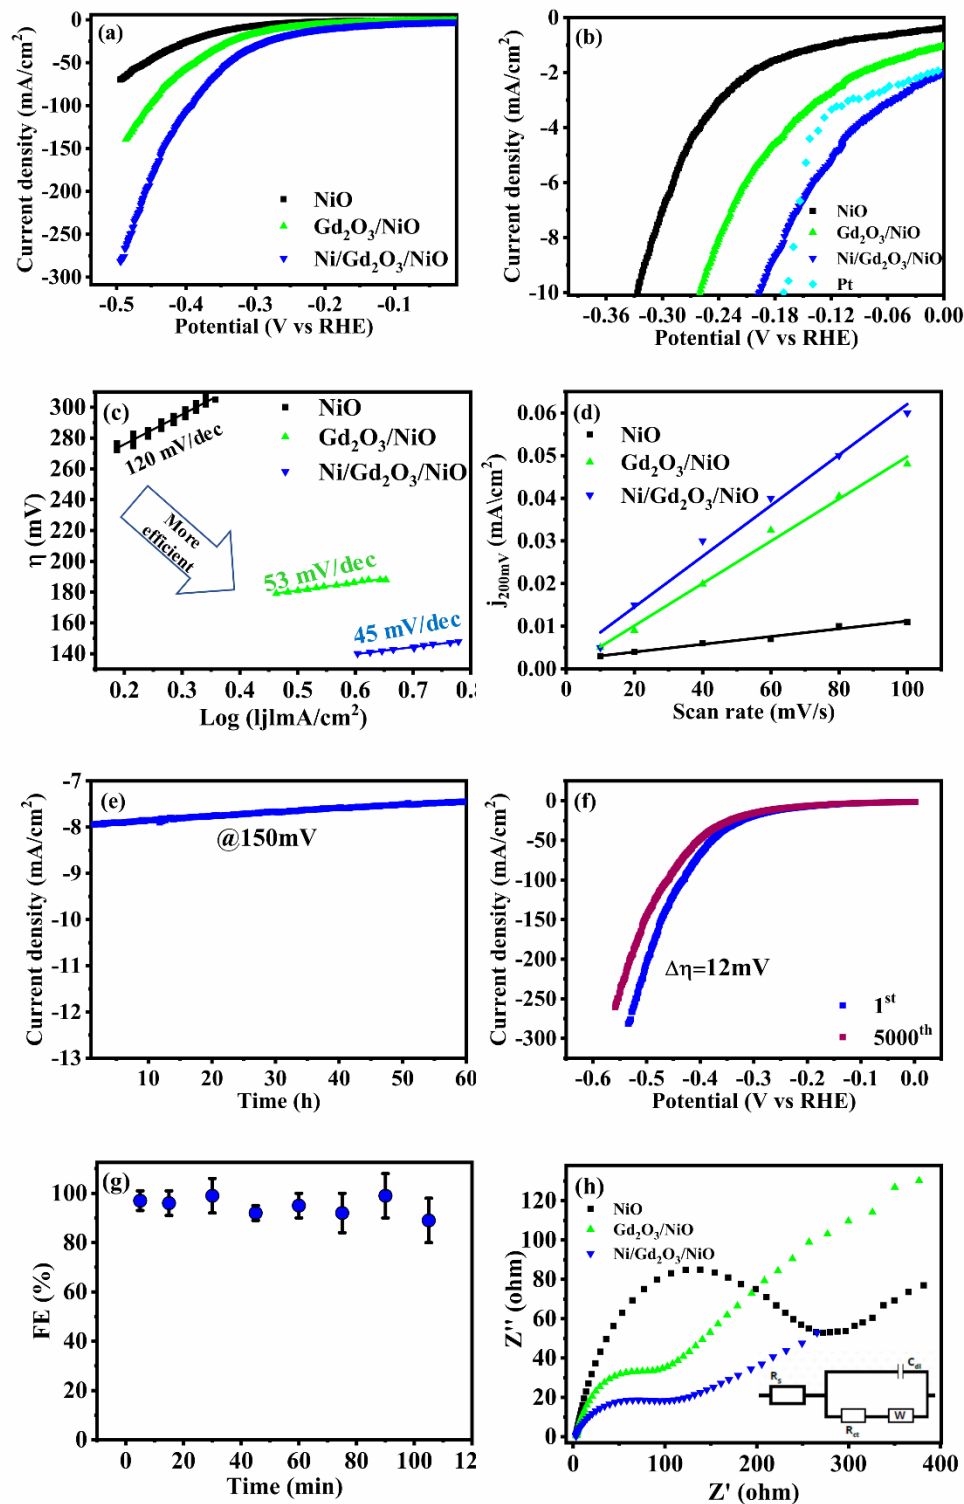 (a)
0
-50
-100
-150
-200
-250
-300
Current density (mA/cm²)
NiO
Gd₂O₃/NiO
Ni/Gd₂O₃/NiO
-0.5 -0.4 -0.3 -0.2 -0.1
Potential (V vs RHE)
(b)
0
-2
-4
-6
-8
-10
Current density (mA/cm²)
NiO
Gd₂O₃/NiO
Ni/Gd₂O₃/NiO
Pt
-0.36 -0.30 -0.24 -0.18 -0.12 -0.06 0.00
Potential (V vs RHE)
(c)
300
280
260
240
220
200
180
160
140
η (mV)
NiO
Gd₂O₃/NiO
Ni/Gd₂O₃/NiO
120 mV/dec
More
efficient
53 mV/dec
45 mV/dec
0.2 0.3 0.4 0.5 0.6 0.7 0.8
Log (ljlmA/cm²)
(d)
0.06
0.05
0.04
0.03
0.02
0.01
0.00
j200mV (mA\cm²)
NiO
Gd₂O₃/NiO
Ni/Gd₂O₃/NiO
20 40 60 80 100
Scan rate (mV/s)
(e)
-7
-8
-9
-10
-11
-12
-13
Current density (mA/cm²)
@150mV
10 20 30 40 50 60
Time (h)
(f)
0
-50
-100
-150
-200
-250
-300
Current density (mA/cm²)
Δη=12mV
1st
5000th
-0.6 -0.5 -0.4 -0.3 -0.2 -0.1 0.0
Potential (V vs RHE)
(g)
100
80
60
40
20
0
FE (%)
0 20 40 60 80 100 12
Time (min)
(h)
120
80
40
20
0
Z'' (ohm)
NiO
Gd₂O₃/NiO
Ni/Gd₂O₃/NiO
Rs
Cdl
Rct
W
0 100 200 300 400
Z' (ohm)